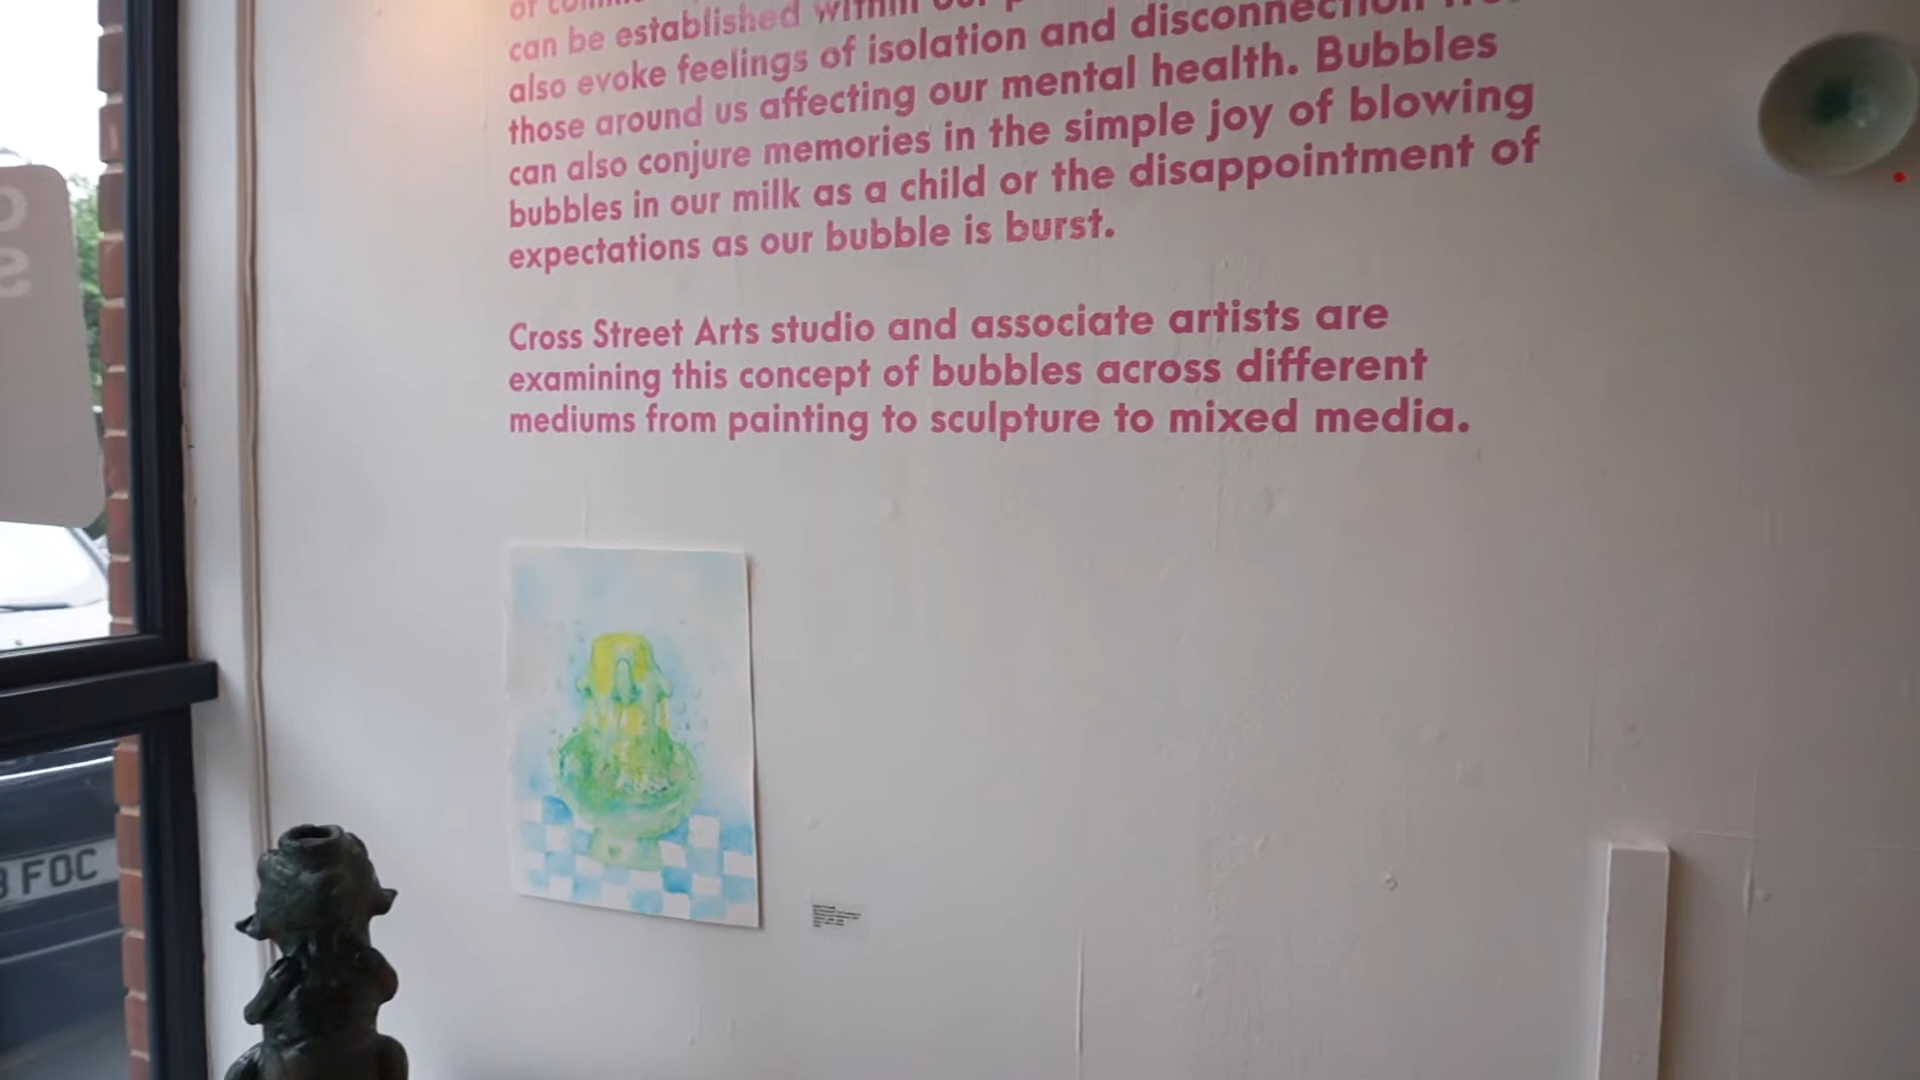 can be established within our
also evoke feelings of isolation and disconnection
those around us affecting our mental health. Bubbles
can also conjure memories in the simple joy of blowing
bubbles in our milk as a child or the disappointment of
expectations as our bubble is burst.
Cross Street Arts studio and associate artists are
examining this concept of bubbles across different
mediums from painting to sculpture to mixed media.
FOC